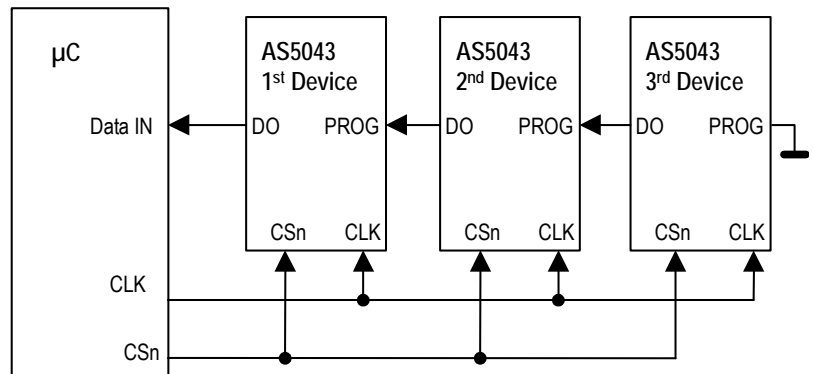 µC
AS5043
1st Device
AS5043
2nd Device
AS5043
3rd Device
Data IN
DO
PROG
DO
PROG
DO
PROG
CSn
CLK
CSn
CLK
CSn
CLK
CLK
CSn